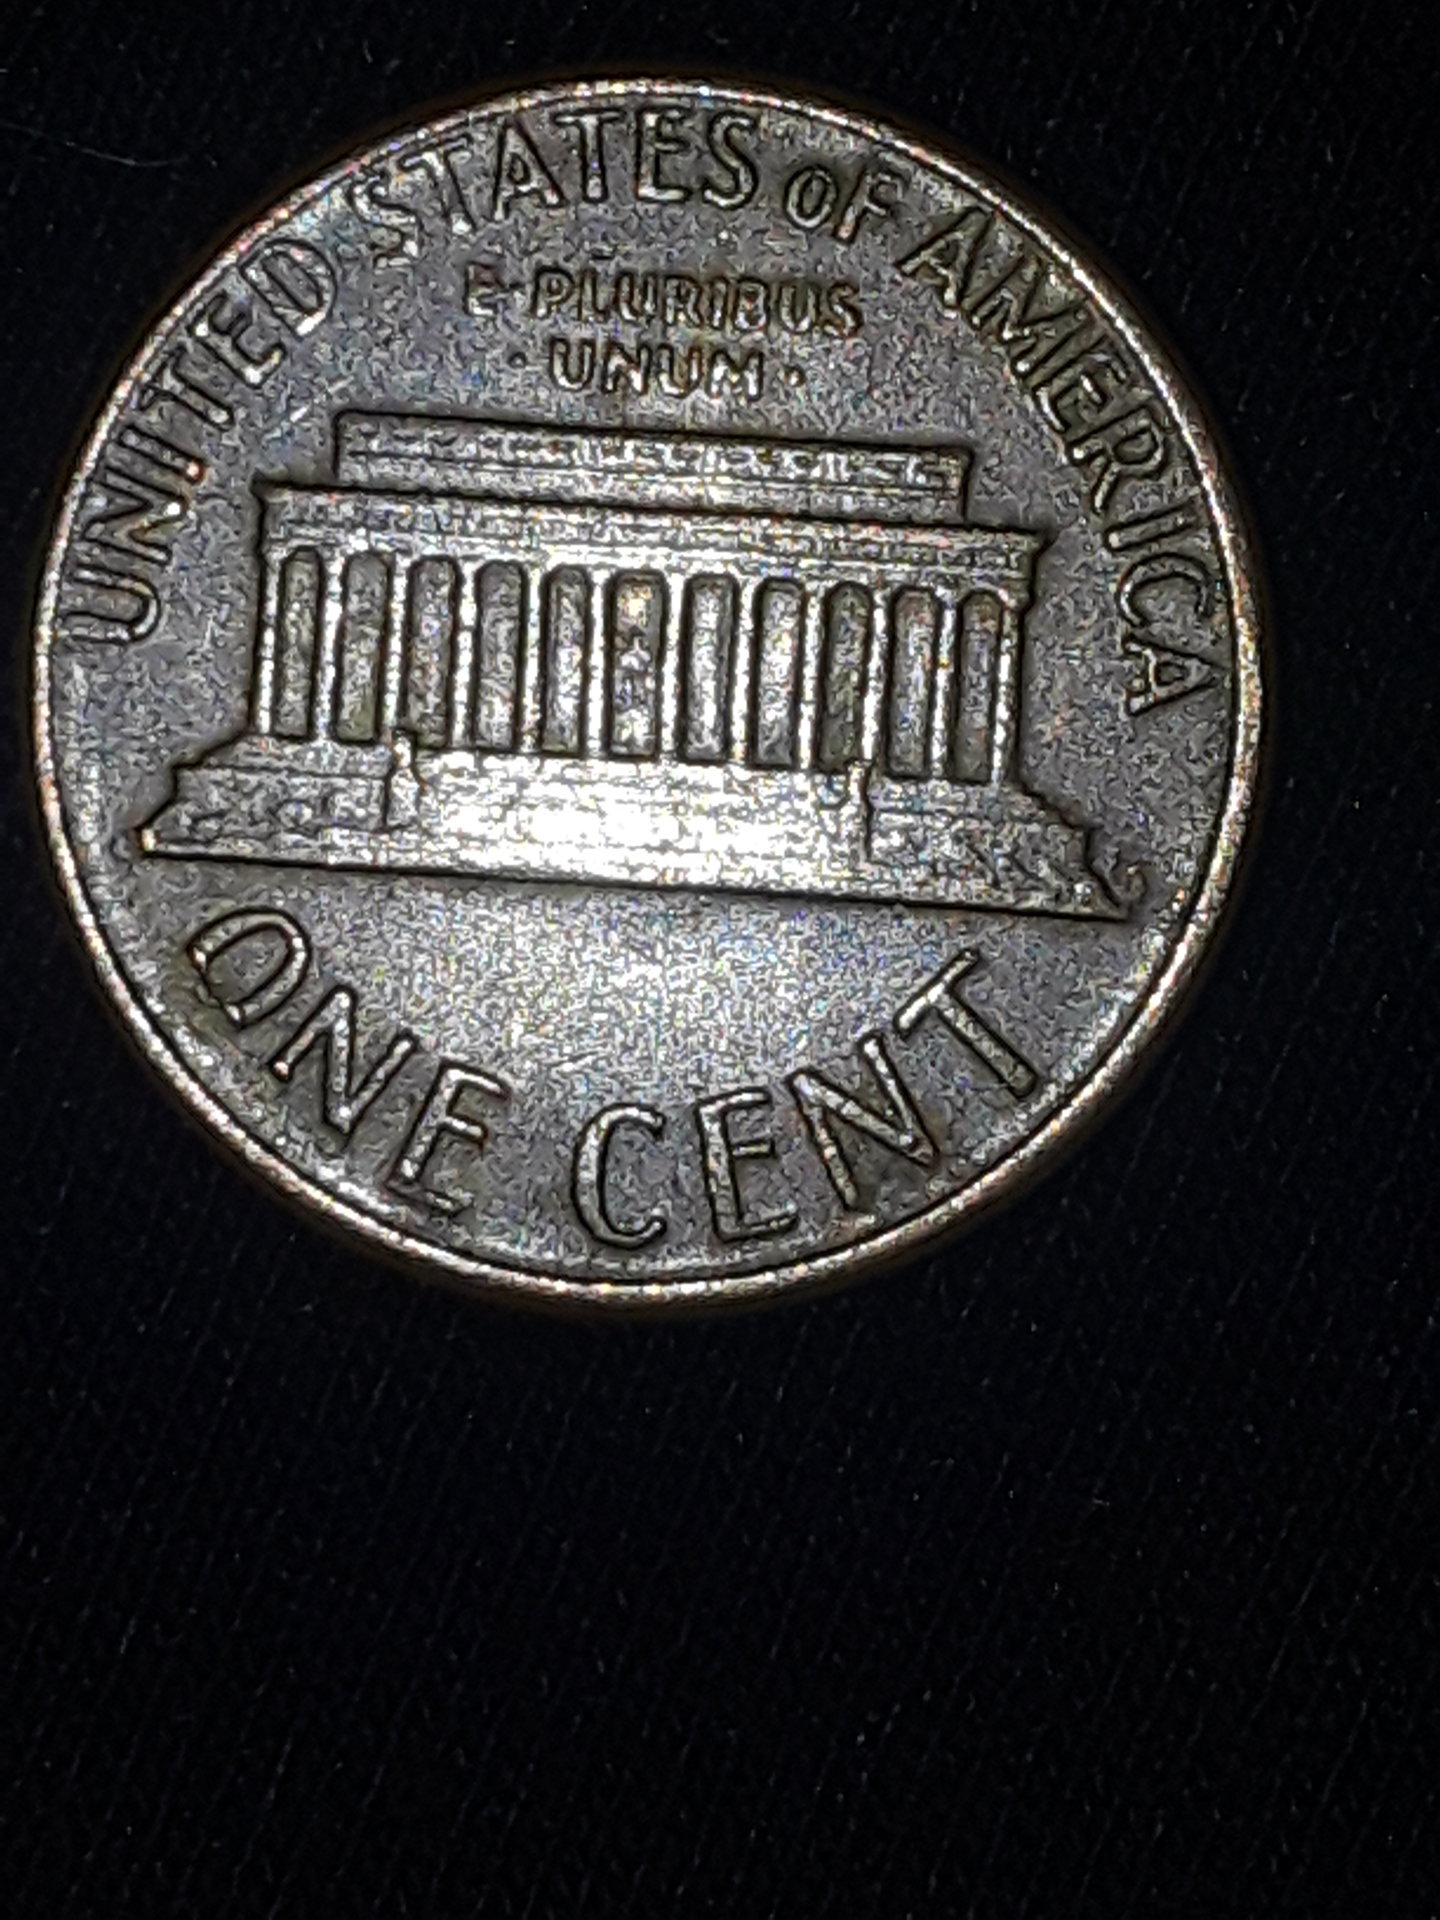 UNITED STATES OF AMERICA
E PLURIBUS
· UNUM ·
ONE CENT